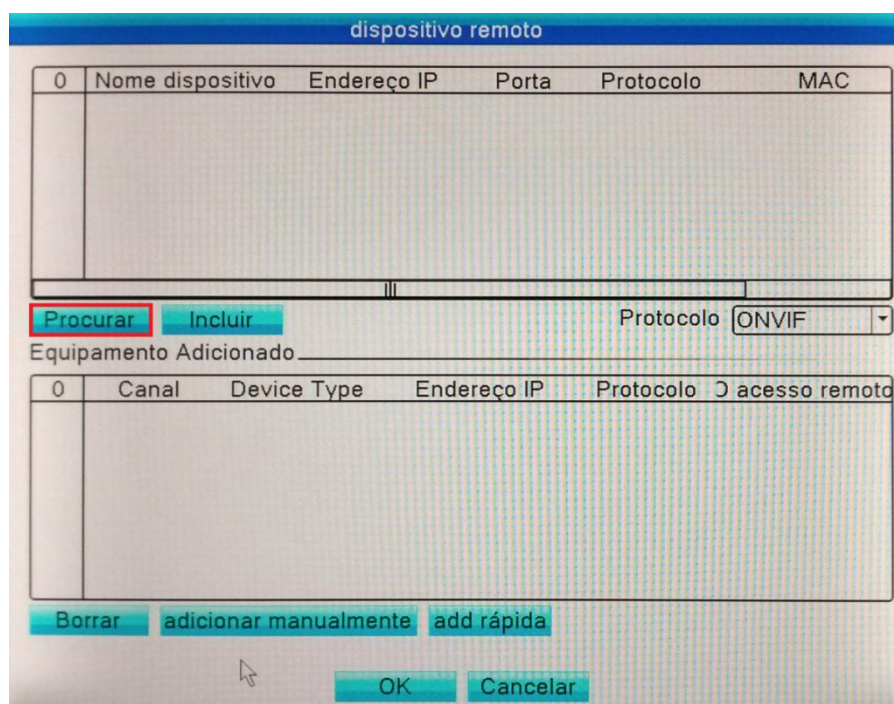 dispositivo remoto
0 Nome dispositivo Endereço IP Porta Protocolo MAC
Procurar Incluir Protocolo ONVIF
Equipamento Adicionado
0 Canal Device Type Endereço IP Protocolo acesso remoto
Borrar adicionar manualmente add rápida
OK Cancelar